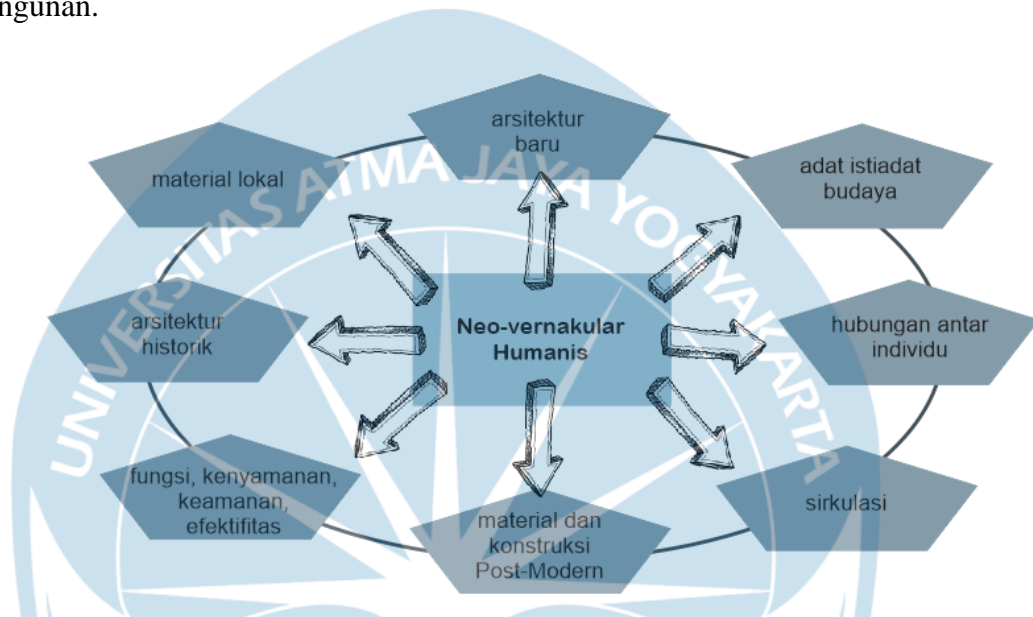 ngunan.
arsitektur
baru
material lokal
adat istiadat
budaya
UNIVERSITAS ATMA JAYA YOGYAKARTA
arsitektur
historik
Neo-vernakular
Humanis
hubungan antar
individu
fungsi, kenyamanan,
keamanan,
efektifitas
material dan
konstruksi
Post-Modern
sirkulasi